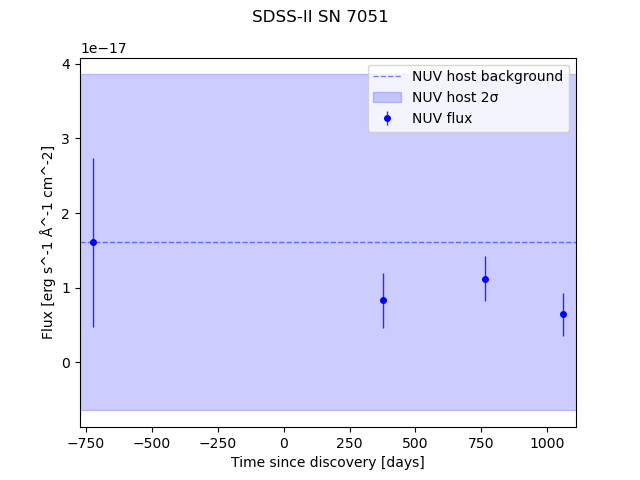 SDSS-II SN 7051
1e−17
NUV host background
NUV host 2σ
NUV flux
4
3
2
1
0
Flux [erg s^-1 Å^-1 cm^-2]
−750
−500
−250
0
250
500
750
1000
Time since discovery [days]